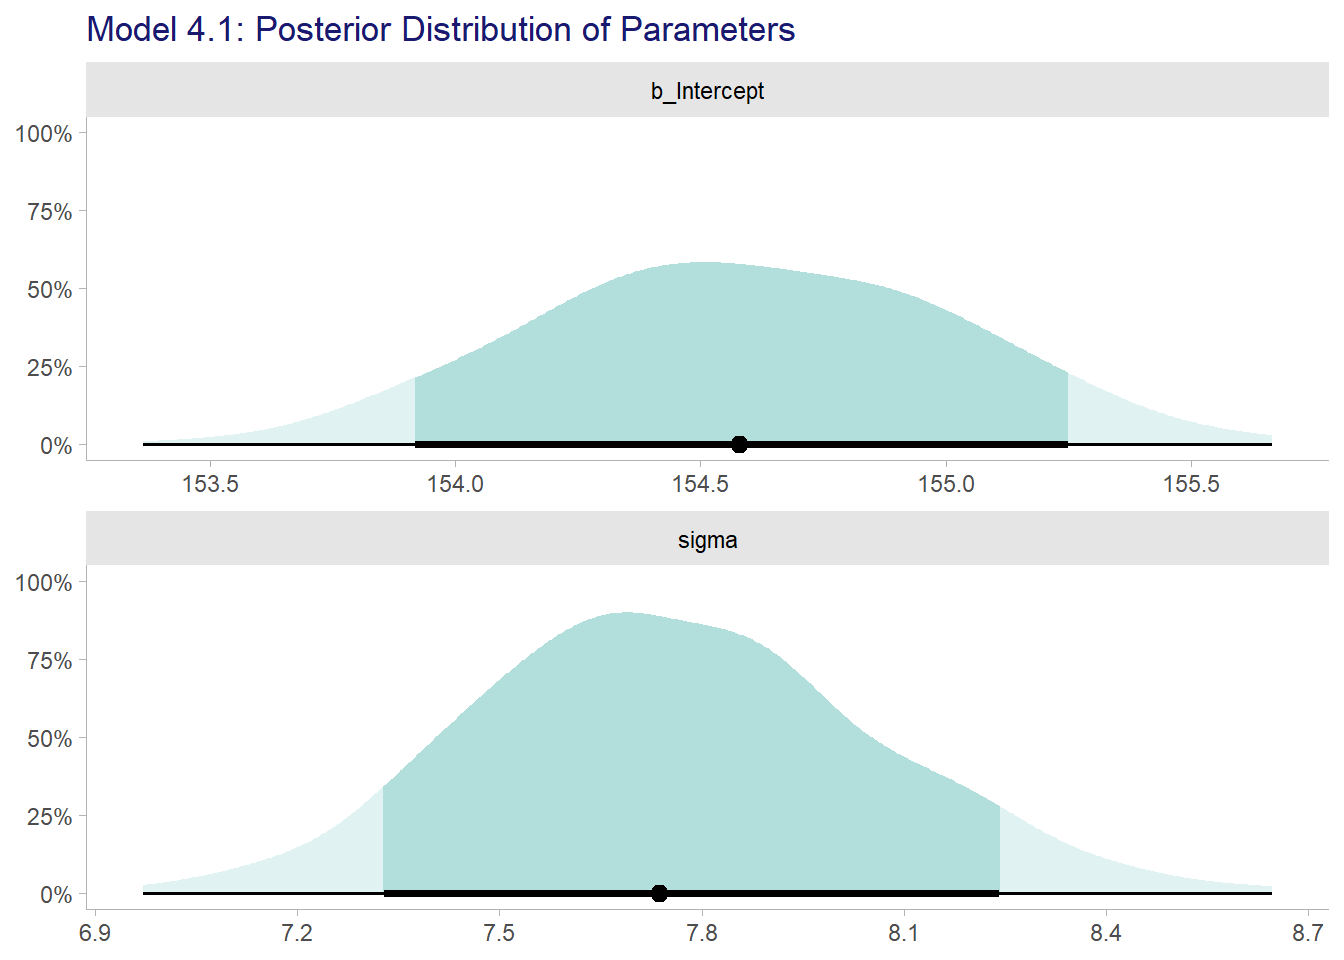 Model 4.1: Posterior Distribution of Parameters
b_Intercept
100%
75%
50%
25%
0%
153.5 154.0 154.5 155.0 155.5
sigma
100%
75%
50%
25%
0%
6.9 7.2 7.5 7.8 8.1 8.4 8.7